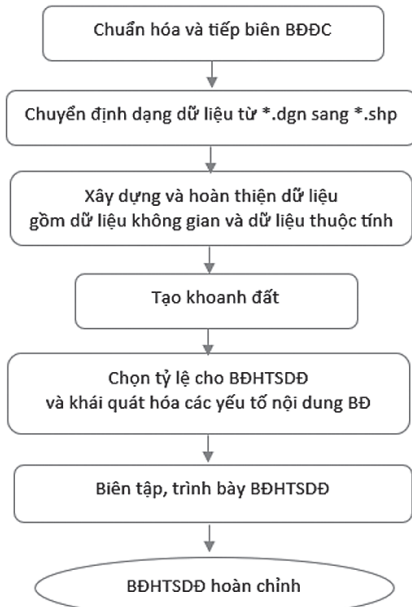 Chuẩn hóa và tiếp biên BĐĐC
Chuyển định dạng dữ liệu từ *.dgn sang *.shp
Xây dựng và hoàn thiện dữ liệu
gồm dữ liệu không gian và dữ liệu thuộc tính
Tạo khoanh đất
Chọn tỷ lệ cho BĐHTSDĐ
và khái quát hóa các yếu tố nội dung BĐ
Biên tập, trình bày BĐHTSDĐ
BĐHTSDĐ hoàn chỉnh